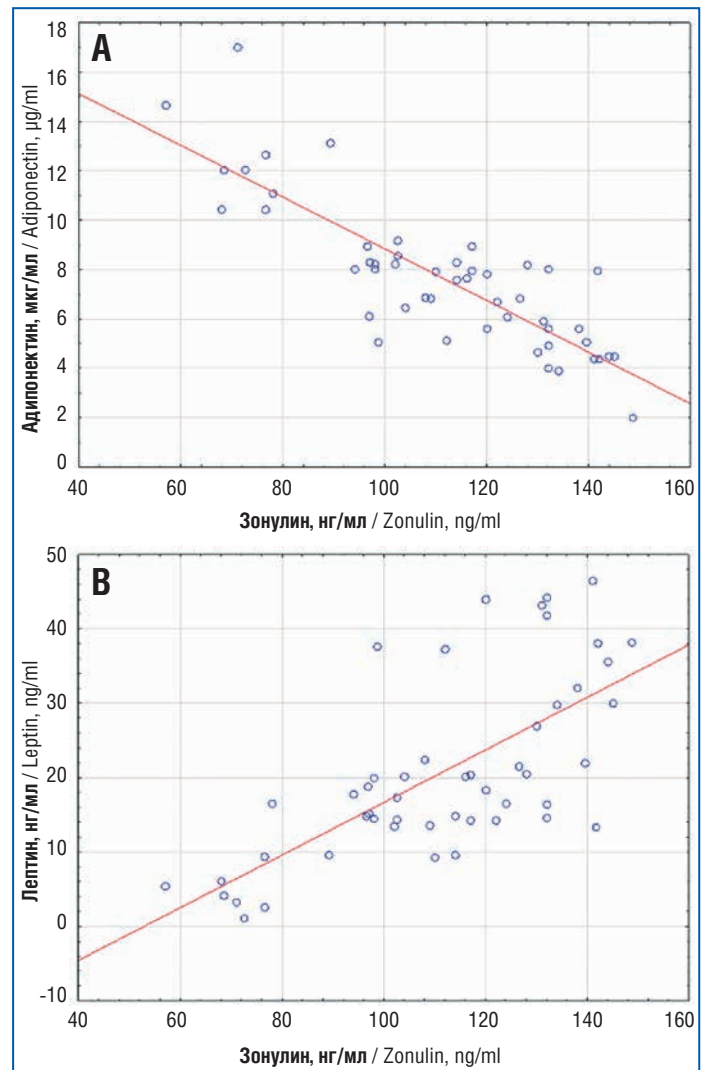 A
18
16
14
12
10
8
6
4
2
0
Адипонектин, мкг/мл / Adiponectin, µg/ml
40 60 80 100 120 140 160
Зонулин, нг/мл / Zonulin, ng/ml
B
50
40
30
20
10
0
-10
Лептин, нг/мл / Leptin, ng/ml
40 60 80 100 120 140 160
Зонулин, нг/мл / Zonulin, ng/ml